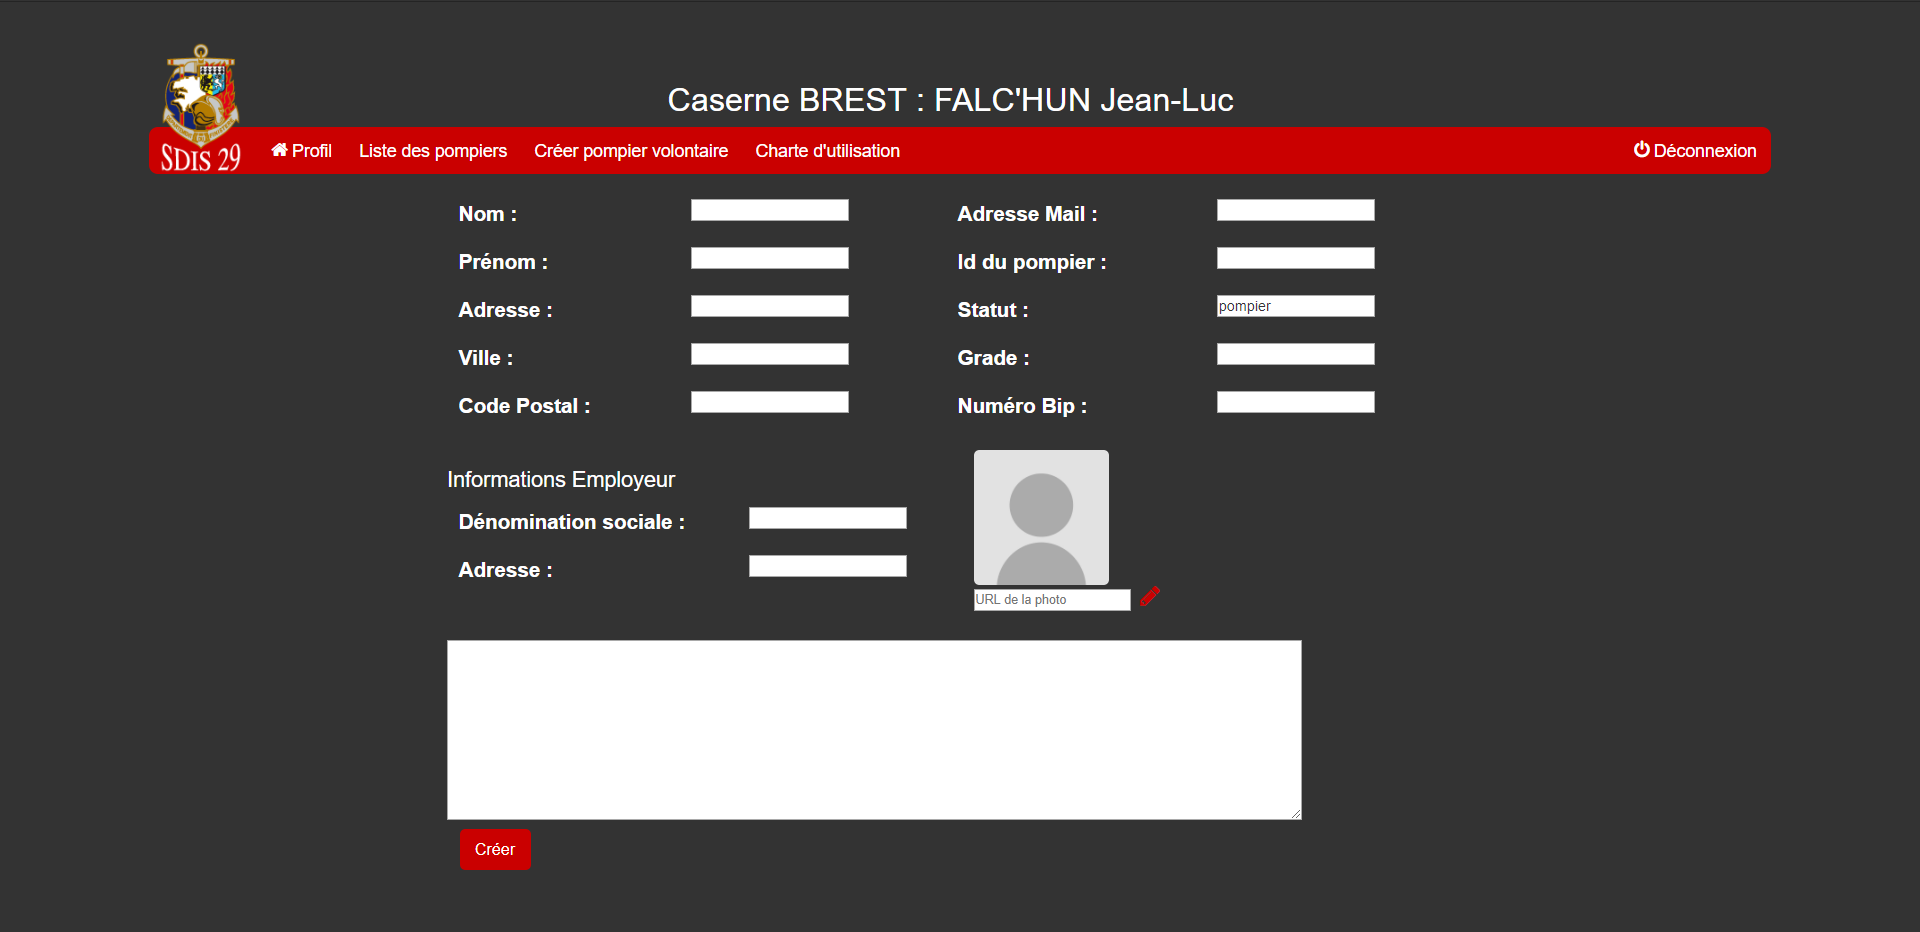 Caserne BREST : FALC'HUN Jean-Luc
SDIS 29
Profil
Liste des pompiers
Créer pompier volontaire
Charte d'utilisation
Déconnexion
Nom :
Adresse Mail :
Prénom :
Id du pompier :
Adresse :
Statut :
pompier
Ville :
Grade :
Code Postal :
Numéro Bip :
Informations Employeur
Dénomination sociale :
Adresse :
URL de la photo
Créer